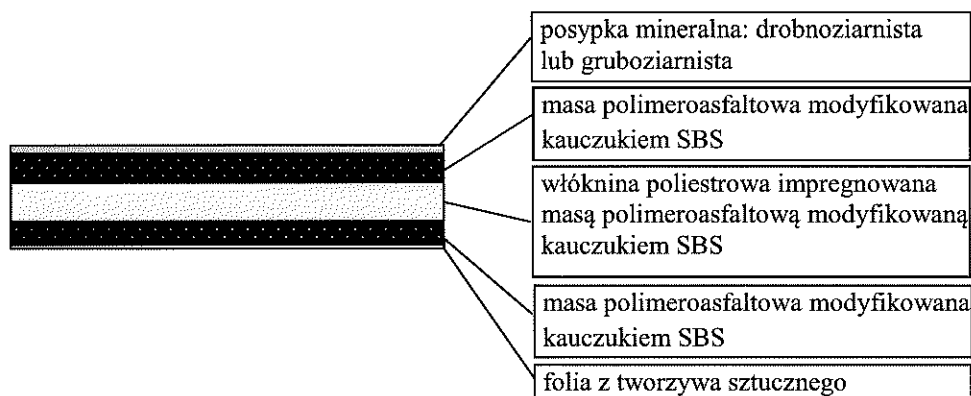 posypka mineralna: drobnoziarnista
lub gruboziarnista
masa polimeroasfaltowa modyfikowana
kauczukiem SBS
włóknina poliestrowa impregnowana
masą polimeroasfaltową modyfikowaną
kauczukiem SBS
masa polimeroasfaltowa modyfikowana
kauczukiem SBS
folia z tworzywa sztucznego